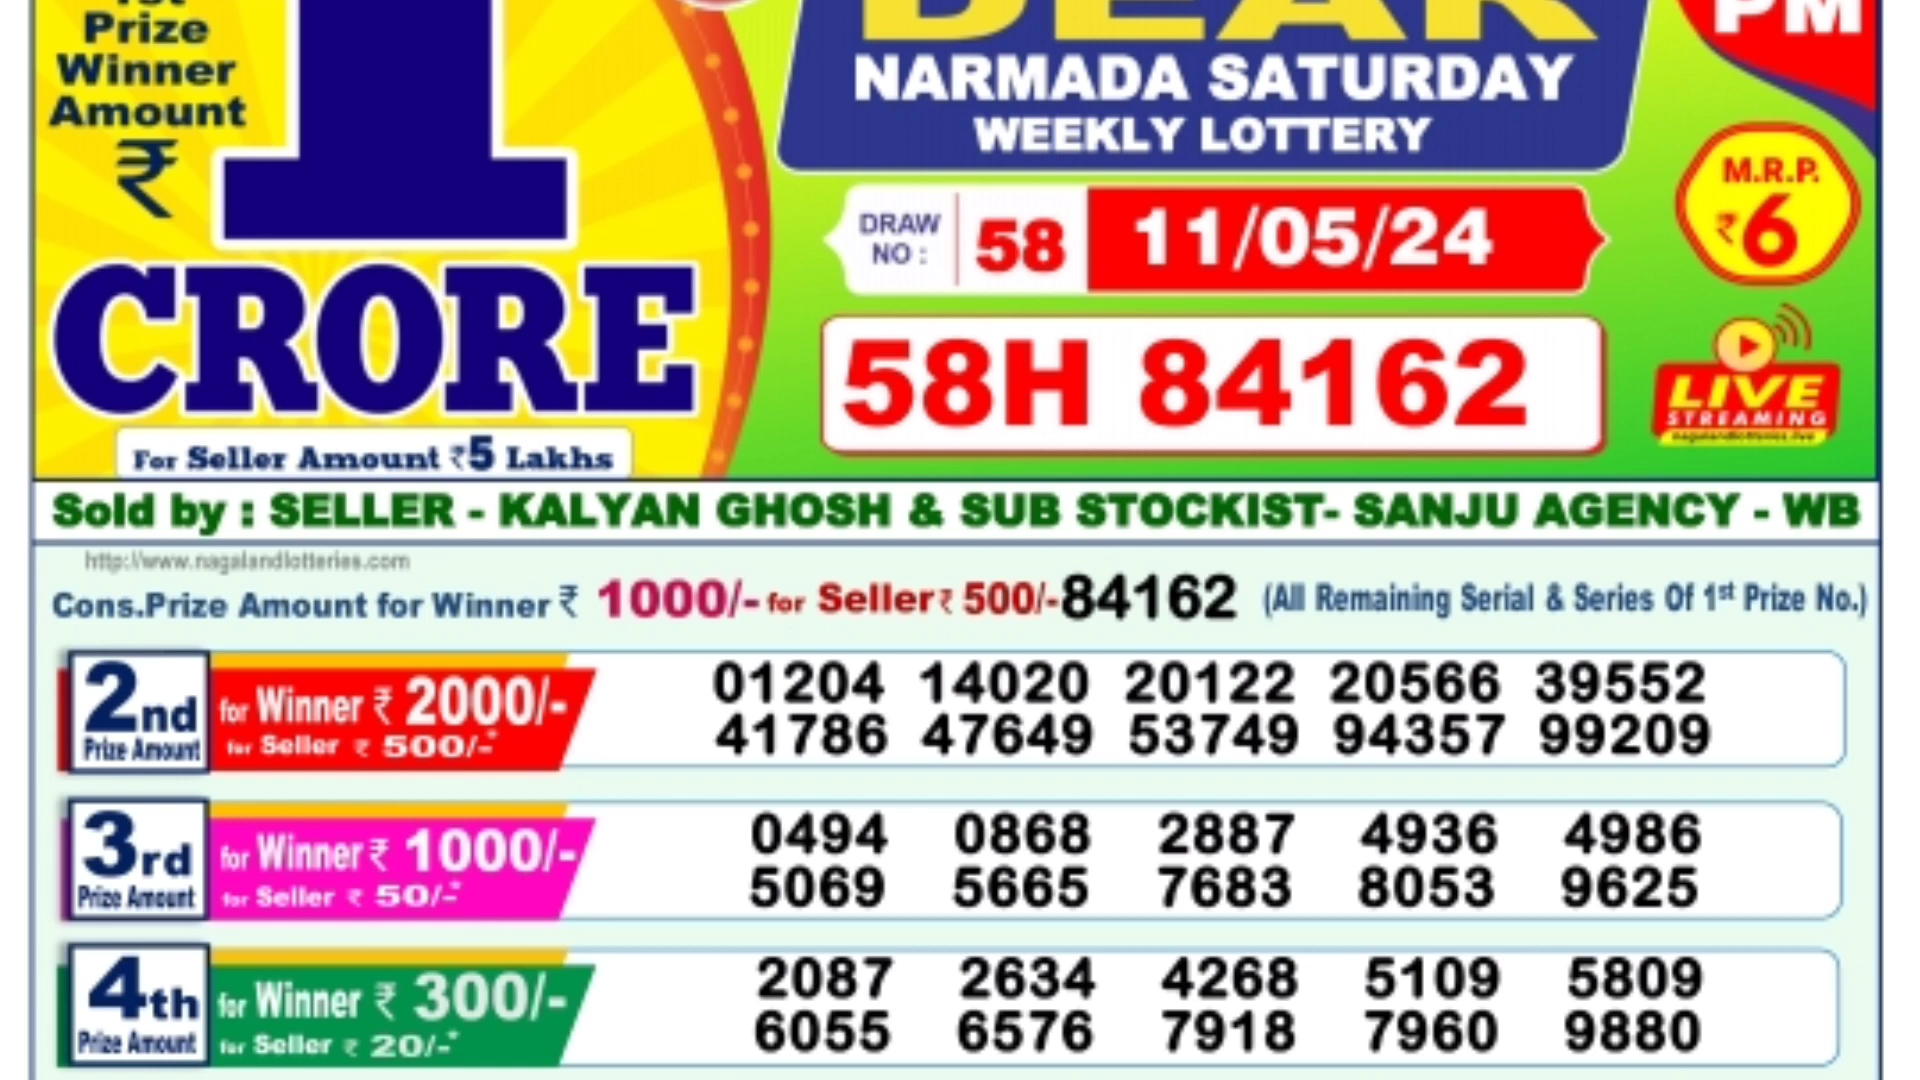 1st
Prize
Winner
Amount
₹
1
CRORE
For Seller Amount ₹5 Lakhs
DEAR
NARMADA SATURDAY
WEEKLY LOTTERY
PM
M.R.P.
₹6
DRAW NO : 58 11/05/24
58H 84162
LIVE
STREAMING
nagalandlotteries.live
Sold by : SELLER - KALYAN GHOSH & SUB STOCKIST- SANJU AGENCY - WB
http://www.nagalandlotteries.com
Cons.Prize Amount for Winner ₹ 1000/- for Seller ₹ 500/- 84162 (All Remaining Serial & Series Of 1st Prize No.)
2nd
Prize Amount
for Winner ₹ 2000/-
for Seller ₹ 500/-*
01204 14020 20122 20566 39552
41786 47649 53749 94357 99209
3rd
Prize Amount
for Winner ₹ 1000/-
for Seller ₹ 50/-*
0494 0868 2887 4936 4986
5069 5665 7683 8053 9625
4th
Prize Amount
for Winner ₹ 300/-
for Seller ₹ 20/-*
2087 2634 4268 5109 5809
6055 6576 7918 7960 9880